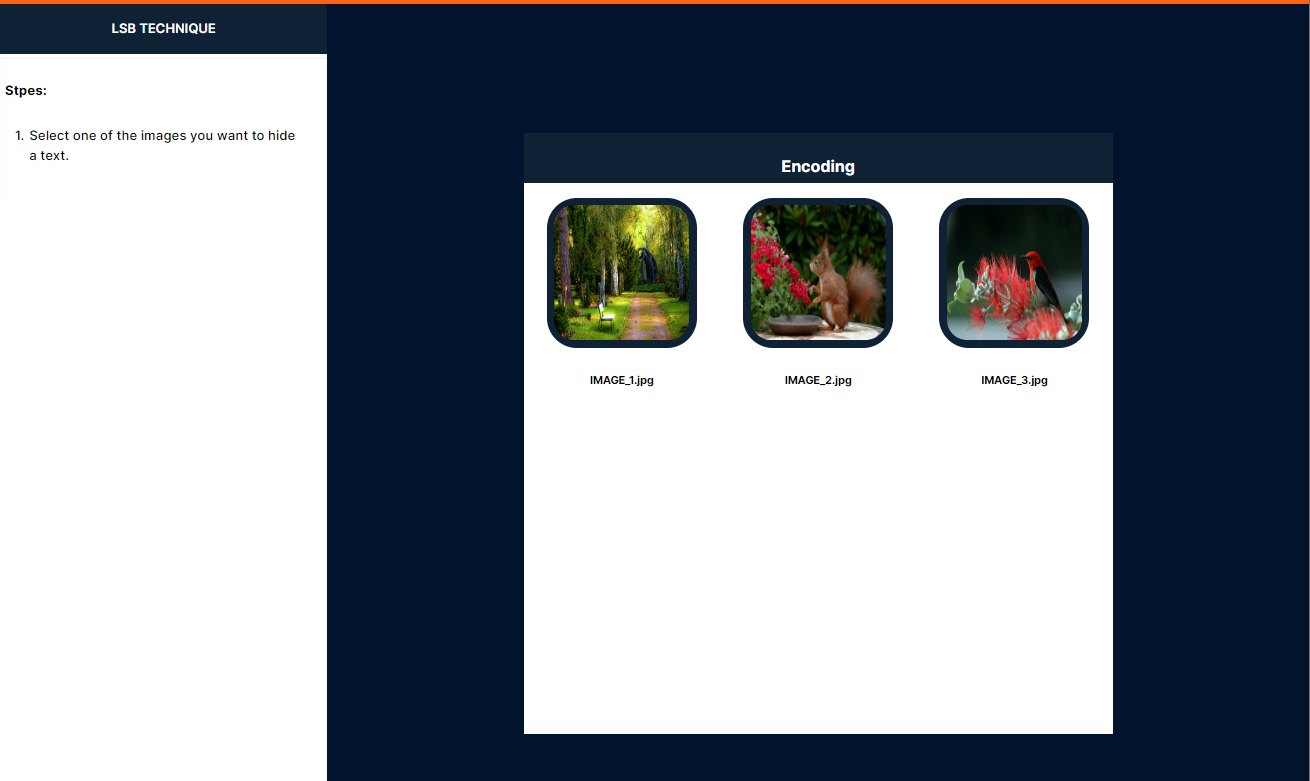 LSB TECHNIQUE
Stpes:
1. Select one of the images you want to hide
a text.
Encoding
IMAGE_1.jpg
IMAGE_2.jpg
IMAGE_3.jpg